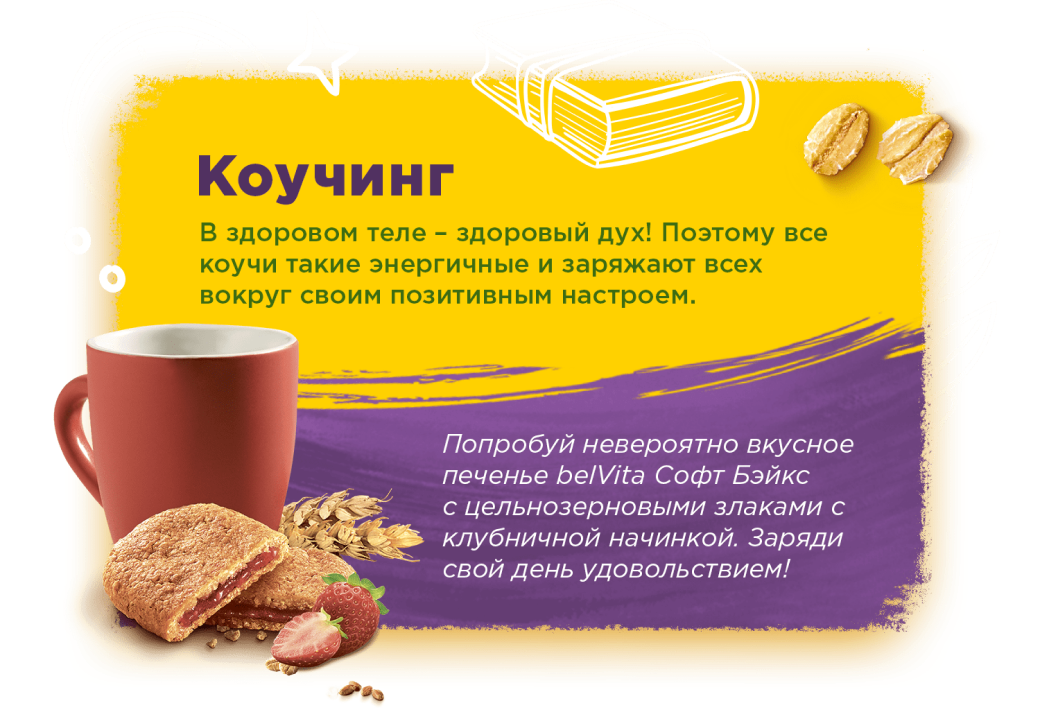 Коучинг
В здоровом теле – здоровый дух! Поэтому все
коучи такие энергичные и заряжают всех
вокруг своим позитивным настроем.
Попробуй невероятно вкусное
печенье belVita Софт Бэйкс
с цельнозерновыми злаками с
клубничной начинкой. Заряди
свой день удовольствием!